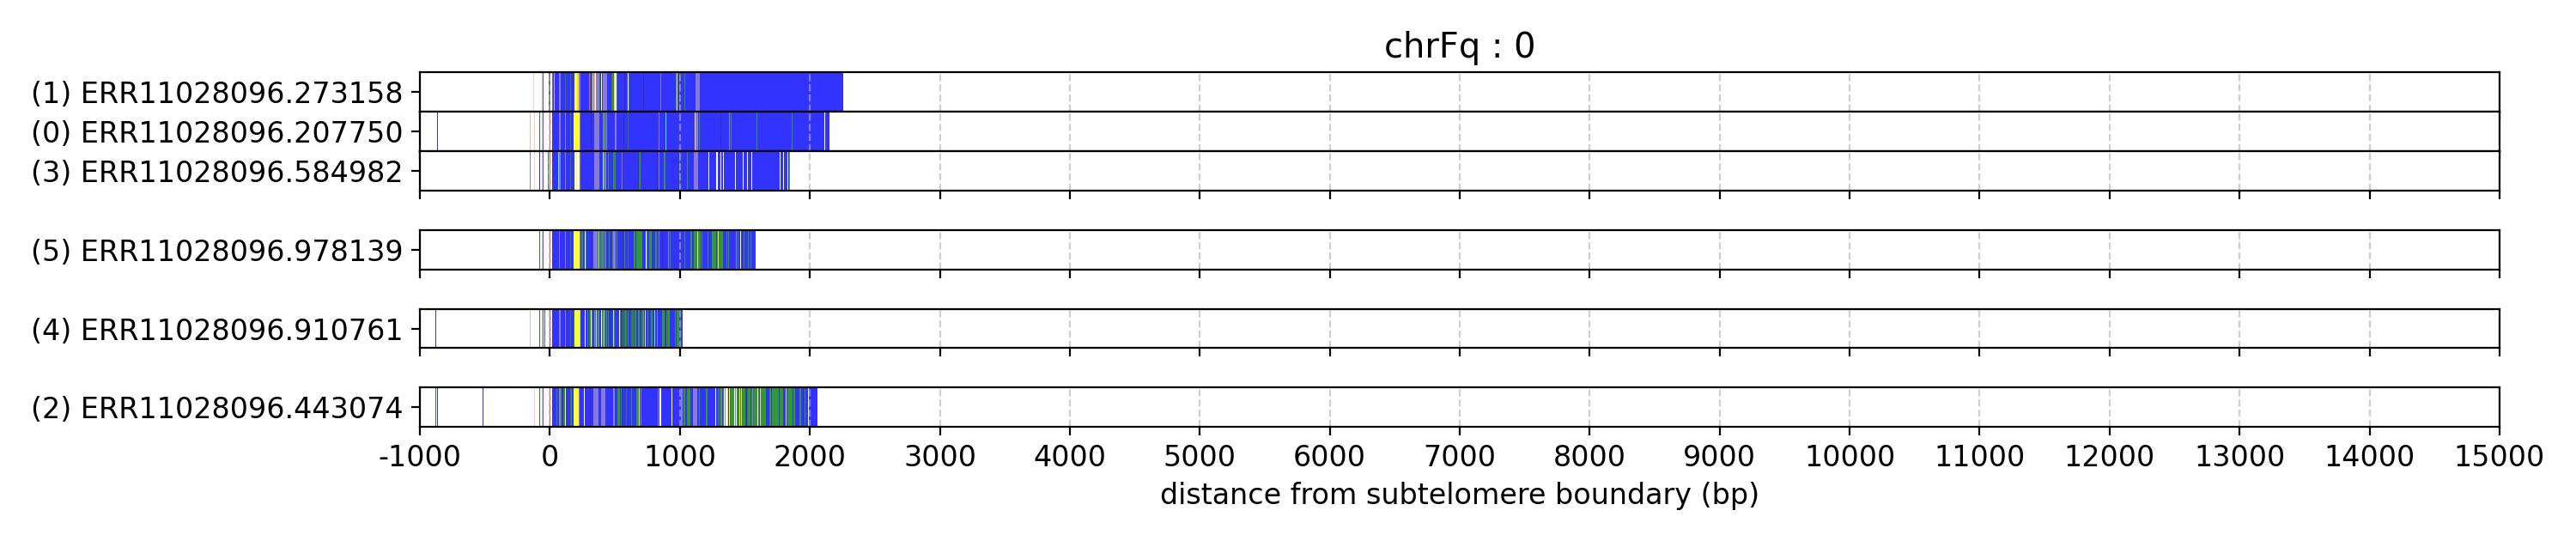 chrFq : 0
(1) ERR11028096.273158
(0) ERR11028096.207750
(3) ERR11028096.584982
(5) ERR11028096.978139
(4) ERR11028096.910761
(2) ERR11028096.443074
-1000 0 1000 2000 3000 4000 5000 6000 7000 8000 9000 10000 11000 12000 13000 14000 15000
distance from subtelomere boundary (bp)